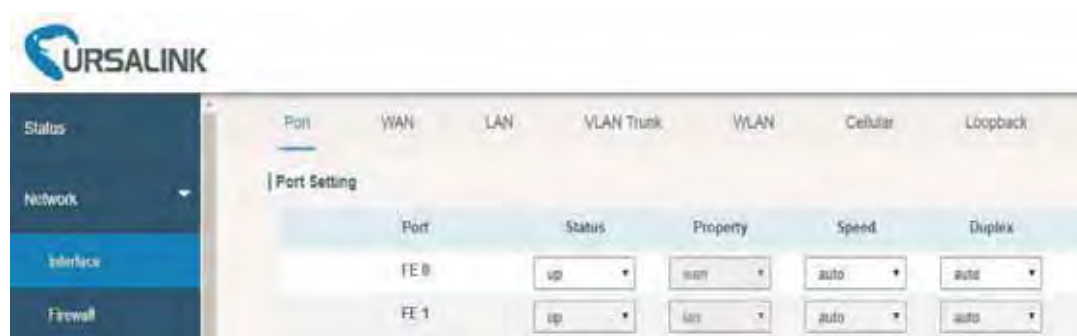 URSALINK
Status
Port WAN LAN VLAN Trunk WLAN Cellular Loopback
Port Setting
Network
Port Status Property Speed Duplex
Interface
FE 0 up wan auto auto
Firewall
FE 1 up lan auto auto